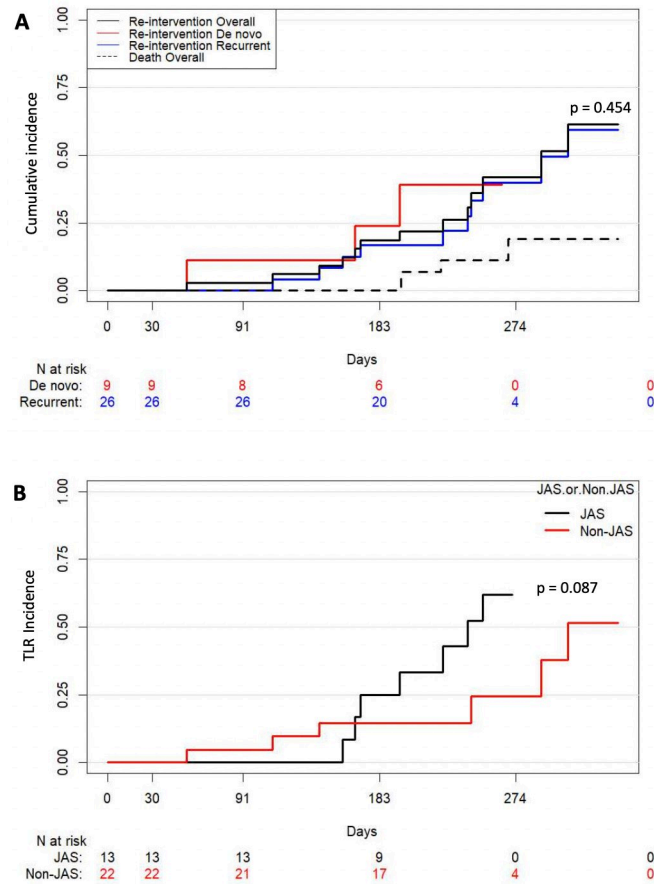 A
1.00
0.75
0.50
0.25
0.00
Cumulative incidence
Re-intervention Overall
Re-intervention De novo
Re-intervention Recurrent
Death Overall
p = 0.454
0 30 91 183 274
Days
N at risk
De novo: 9 9 8 6 0 0
Recurrent: 26 26 26 20 4 0
B
1.00
0.75
0.50
0.25
0.00
TLR Incidence
JAS.or.Non.JAS
JAS
Non-JAS
p = 0.087
0 30 91 183 274
Days
N at risk
JAS: 13 13 13 9 0 0
Non-JAS: 22 22 21 17 4 0